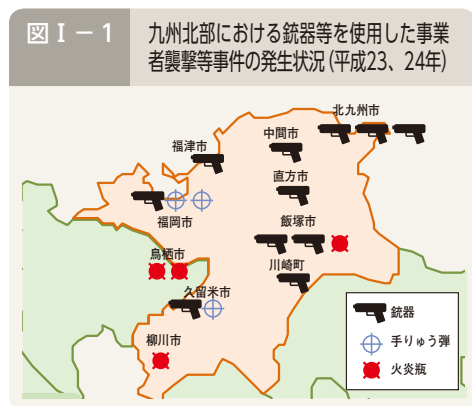 図Ⅰ－1
九州北部における銃器等を使用した事業
者襲撃等事件の発生状況（平成23、24年）
北九州市
中間市
福津市
直方市
福岡市
飯塚市
鳥栖市
川崎町
久留米市
柳川市
銃器
手りゅう弾
火炎瓶